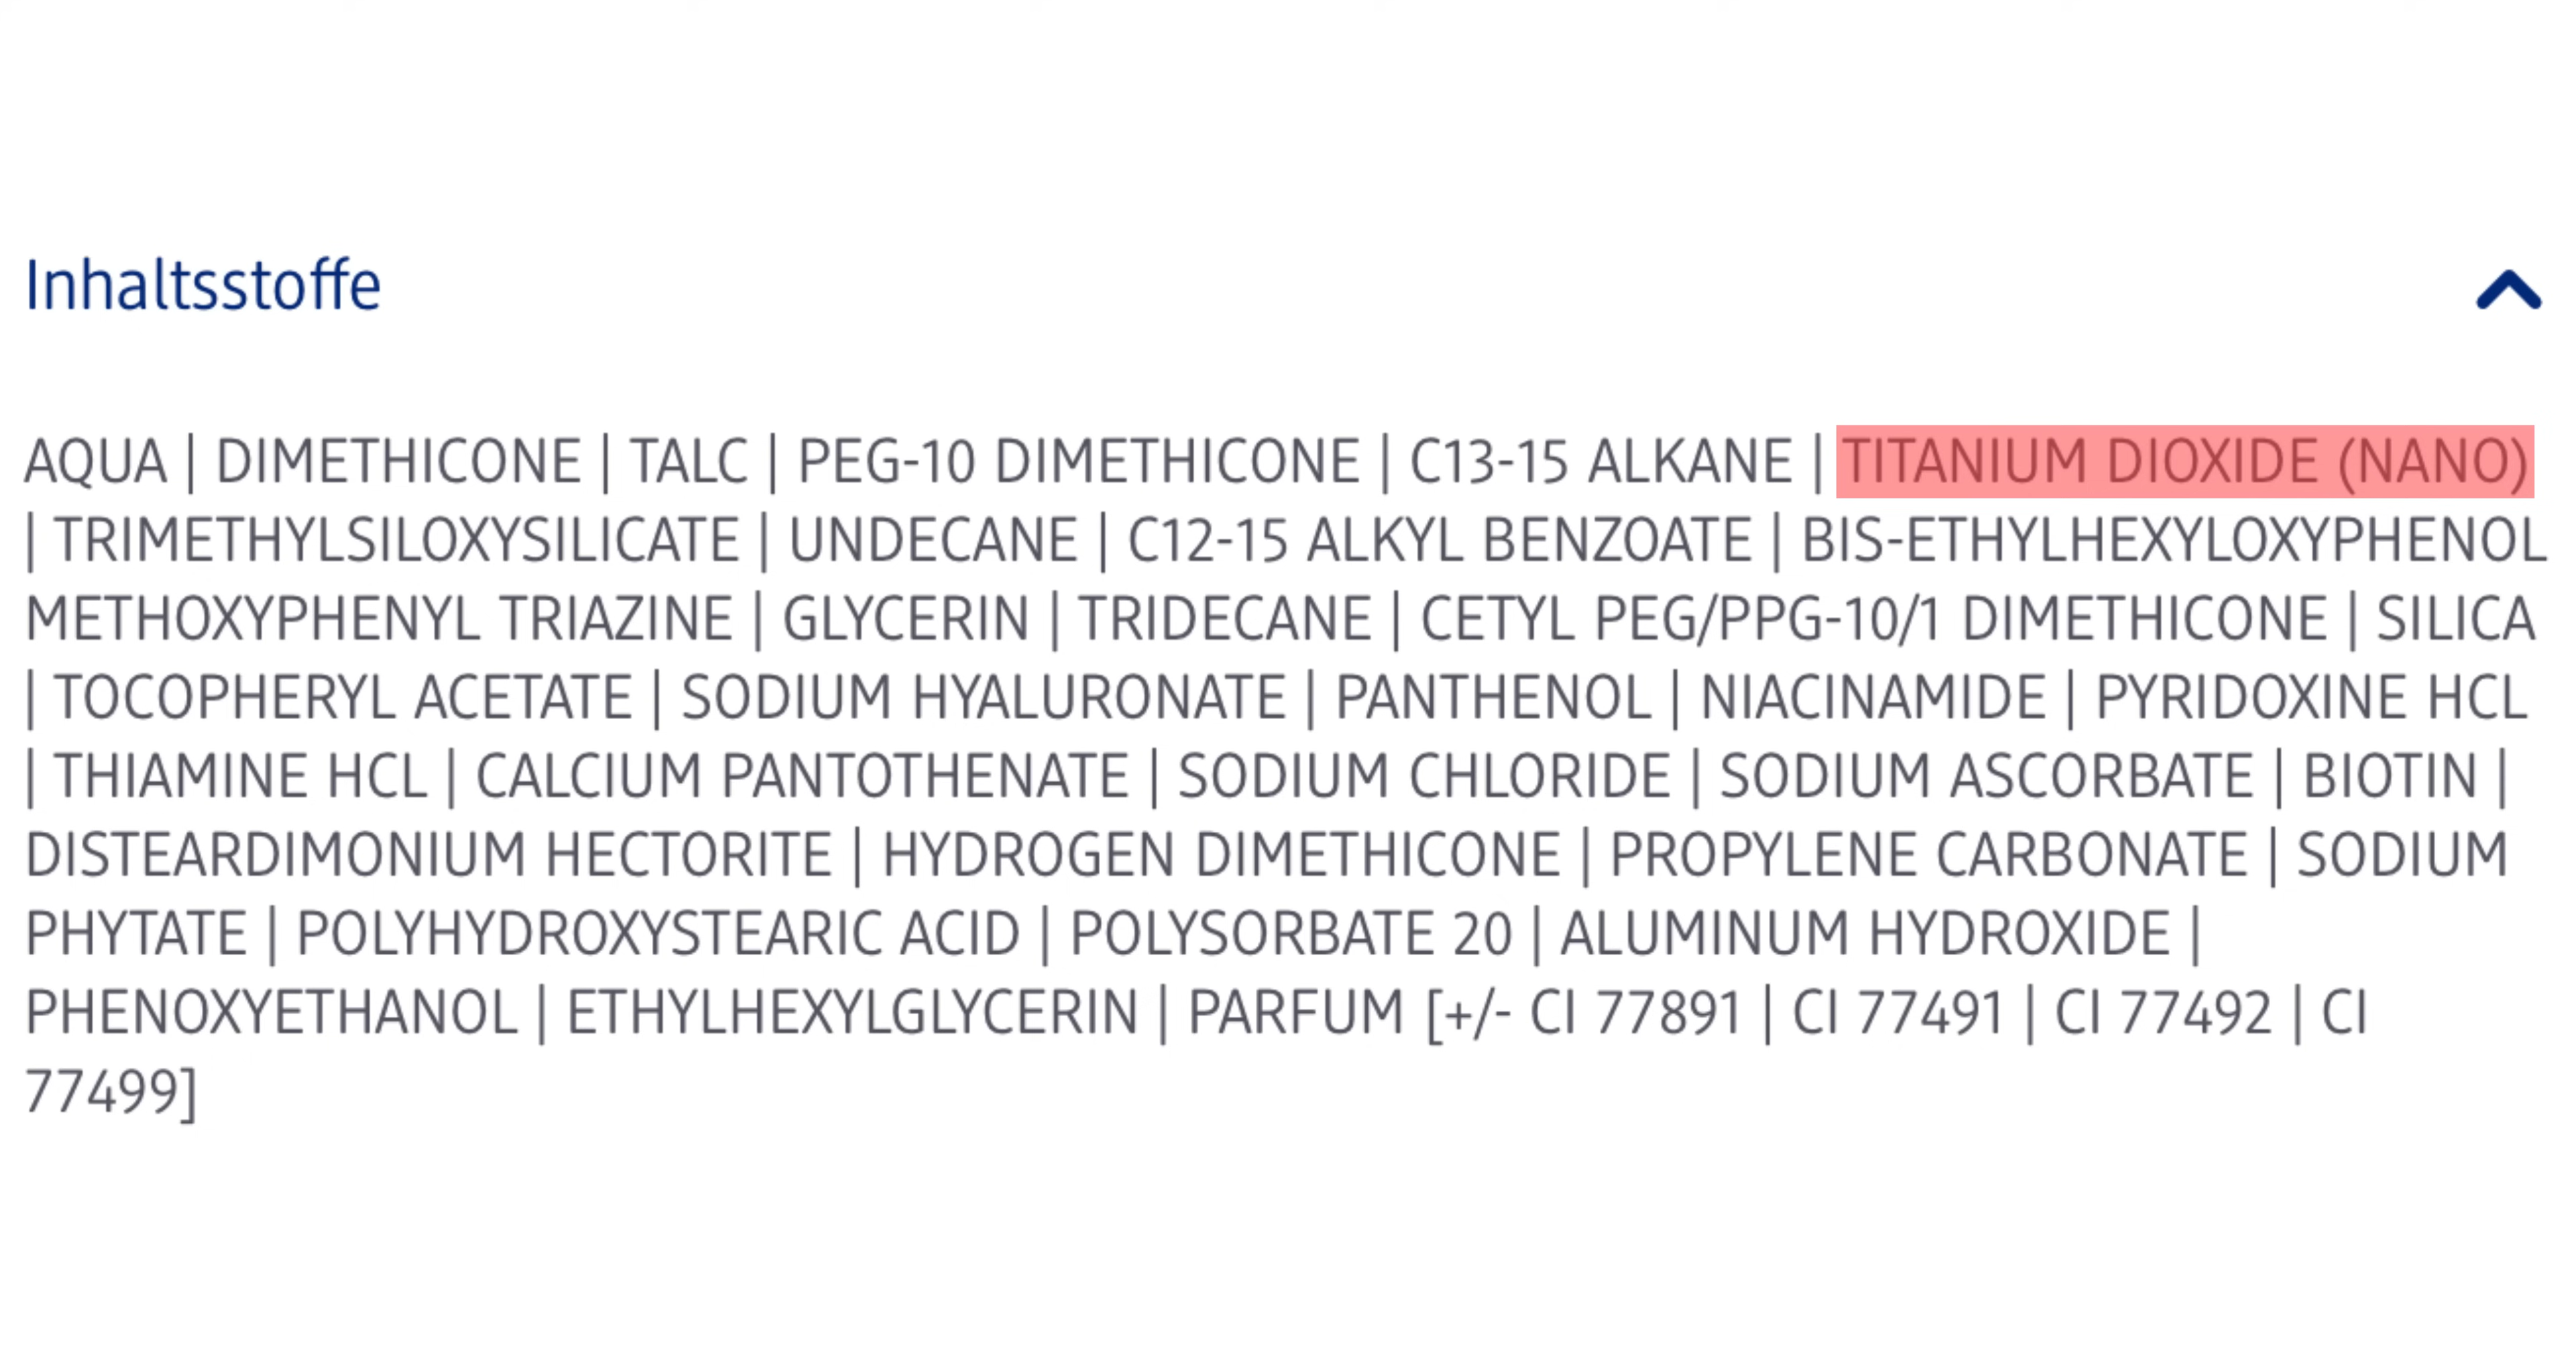 Inhaltsstoffe
AQUA | DIMETHICONE | TALC | PEG-10 DIMETHICONE | C13-15 ALKANE | TITANIUM DIOXIDE (NANO)
| TRIMETHYLSILOXYSILICATE | UNDECANE | C12-15 ALKYL BENZOATE | BIS-ETHYLHEXYLOXYPHENOL
METHOXYPHENYL TRIAZINE | GLYCERIN | TRIDECANE | CETYL PEG/PPG-10/1 DIMETHICONE | SILICA
| TOCOPHERYL ACETATE | SODIUM HYALURONATE | PANTHENOL | NIACINAMIDE | PYRIDOXINE HCL
| THIAMINE HCL | CALCIUM PANTOTHENATE | SODIUM CHLORIDE | SODIUM ASCORBATE | BIOTIN |
DISTEARDIMONIUM HECTORITE | HYDROGEN DIMETHICONE | PROPYLENE CARBONATE | SODIUM
PHYTATE | POLYHYDROXYSTEARIC ACID | POLYSORBATE 20 | ALUMINUM HYDROXIDE |
PHENOXYETHANOL | ETHYLHEXYLGLYCERIN | PARFUM [+/- CI 77891 | CI 77491 | CI 77492 | CI
77499]